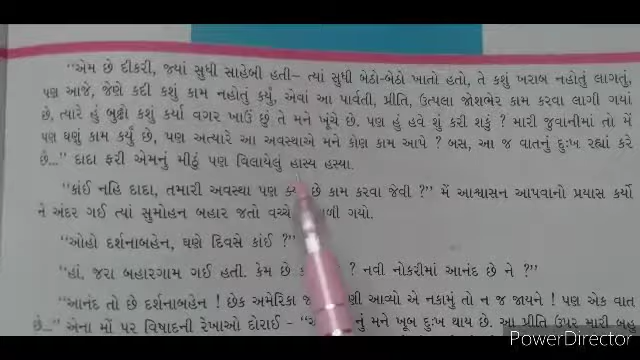 “એમ છે દીકરી, જ્યાં સુધી સાહેબી હતી– ત્યાં સુધી બેઠો-બેઠો ખાતો હતો, તે કશું ખરાબ નહોતું લાગતું,
પણ આજે, જેણે કદી કશું કામ નહોતું કર્યું, એવાં આ પાર્વતી, પ્રીતિ, ઉત્પલા જોશભેર કામ કરવા લાગી ગયાં
છે, ત્યારે હું બુઢ્ઢો કશું કર્યા વગર ખાઉં છું તે મને ખૂંચે છે. પણ હું હવે શું કરી શકું ? મારી જુવાનીમાં તો મેં
પણ ઘણું કામ કર્યું છે, પણ અત્યારે આ અવસ્થાએ મને કોણ કામ આપે ? બસ, આ જ વાતનું દુઃખ રહ્યાં કરે
છે...” દાદા ફરી એમનું મીઠું પણ વિલાયેલું હાસ્ય હસ્યા.
“કાંઈ નહિ દાદા, તમારી અવસ્થા પણ છે કામ કરવા જેવી ?” મેં આશ્વાસન આપવાનો પ્રયાસ કર્યો
ને અંદર ગઈ ત્યાં સુમોહન બહાર જતો વચ્ચે ગયો.
“ઓહો દર્શનાબહેન, ઘણે દિવસે કાંઈ ?”
“હાં, જરા બહારગામ ગઈ હતી. કેમ છે ? નવી નોકરીમાં આનંદ છે ને ?”
“આનંદ તો છે દર્શનાબહેન ! છેક અમેરિકા આવ્યો એ નકામું તો ન જ જાયને ! પણ એક વાત
છે...” એના મોં પર વિષાદની રેખાઓ દોરાઈ – મને ખૂબ દુઃખ થાય છે. આ પ્રીતિ ઉપર મારી બહુ
PowerDirector